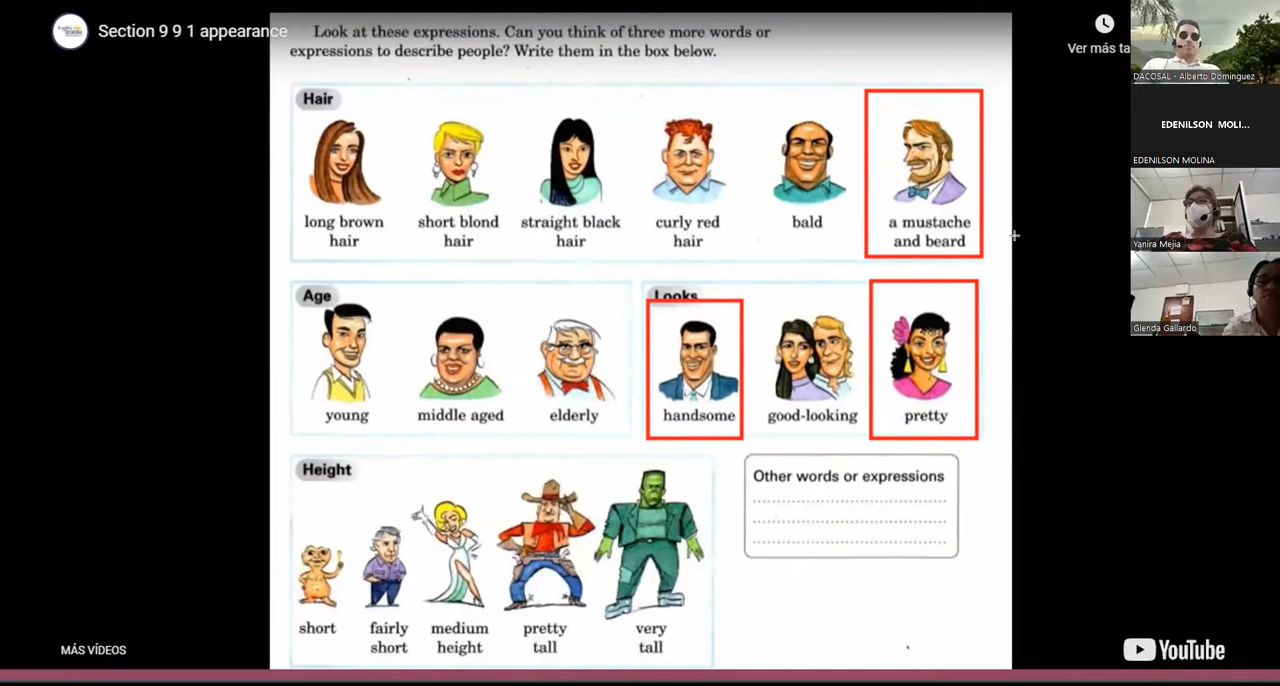 Section 9 9 1 appearance
Look at these expressions. Can you think of three more words or
expressions to describe people? Write them in the box below.
Ver más ta
Hair
long brown
hair
short blond
hair
straight black
hair
curly red
hair
bald
a mustache
and beard
Age
young
middle aged
elderly
Looks
handsome
good-looking
pretty
Height
short
fairly
short
medium
height
pretty
tall
very
tall
Other words or expressions
MÁS VÍDEOS
YouTube
DACOSAL - Alberto Dominguez
EDENILSON MOLI...
EDENILSON MOLINA
Yanira Mejia
Glenda Gallardo